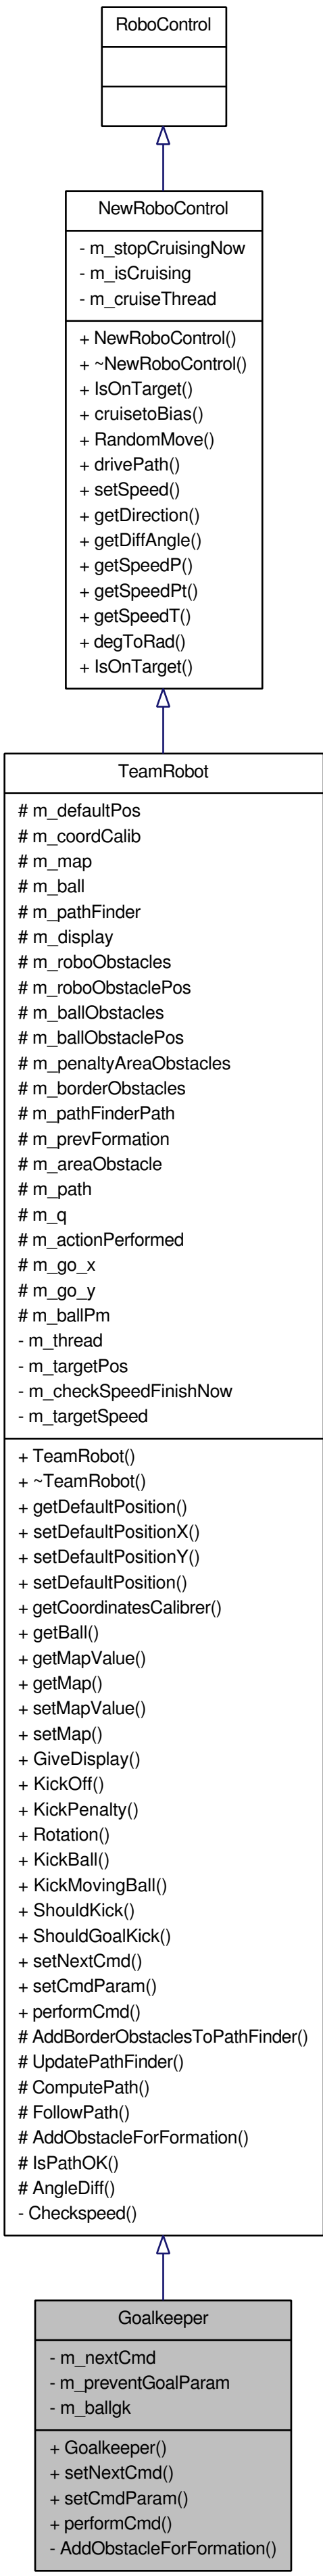 RoboControl
NewRoboControl
- m_stopCruisingNow
- m_isCruising
- m_cruiseThread
+ NewRoboControl()
+ ~NewRoboControl()
+ IsOnTarget()
+ cruisetoBias()
+ RandomMove()
+ drivePath()
+ setSpeed()
+ getDirection()
+ getDiffAngle()
+ getSpeedP()
+ getSpeedPt()
+ getSpeedT()
+ degToRad()
+ IsOnTarget()
TeamRobot
# m_defaultPos
# m_coordCalib
# m_map
# m_ball
# m_pathFinder
# m_display
# m_roboObstacles
# m_roboObstaclePos
# m_ballObstacles
# m_ballObstaclePos
# m_penaltyAreaObstacles
# m_borderObstacles
# m_pathFinderPath
# m_prevFormation
# m_areaObstacle
# m_path
# m_q
# m_actionPerformed
# m_go_x
# m_go_y
# m_ballPm
- m_thread
- m_targetPos
- m_checkSpeedFinishNow
- m_targetSpeed
+ TeamRobot()
+ ~TeamRobot()
+ getDefaultPosition()
+ setDefaultPositionX()
+ setDefaultPositionY()
+ setDefaultPosition()
+ getCoordinatesCalibrer()
+ getBall()
+ getMapValue()
+ getMap()
+ setMapValue()
+ setMap()
+ GiveDisplay()
+ KickOff()
+ KickPenalty()
+ Rotation()
+ KickBall()
+ KickMovingBall()
+ ShouldKick()
+ ShouldGoalKick()
+ setNextCmd()
+ setCmdParam()
+ performCmd()
# AddBorderObstaclesToPathFinder()
# UpdatePathFinder()
# ComputePath()
# FollowPath()
# AddObstacleForFormation()
# IsPathOK()
# AngleDiff()
- Checkspeed()
Goalkeeper
- m_nextCmd
- m_preventGoalParam
- m_ballgk
+ Goalkeeper()
+ setNextCmd()
+ setCmdParam()
+ performCmd()
- AddObstacleForFormation()